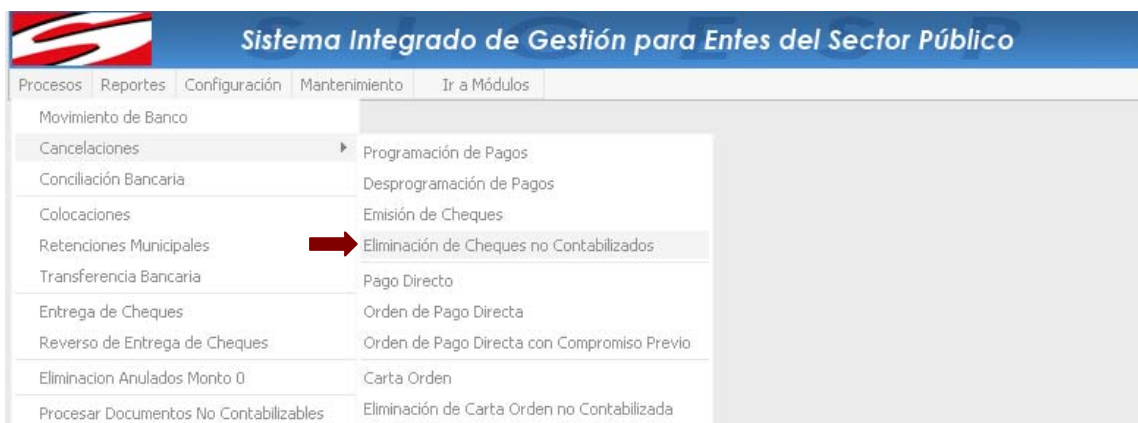 Sistema Integrado de Gestión para Entes del Sector Público
Procesos Reportes Configuración Mantenimiento Ir a Módulos
Movimiento de Banco
Cancelaciones
Conciliación Bancaria
Colocaciones
Retenciones Municipales
Transferencia Bancaria
Entrega de Cheques
Reverso de Entrega de Cheques
Eliminacion Anulados Monto 0
Procesar Documentos No Contabilizables
Programación de Pagos
Desprogramación de Pagos
Emisión de Cheques
Eliminación de Cheques no Contabilizados
Pago Directo
Orden de Pago Directa
Orden de Pago Directa con Compromiso Previo
Carta Orden
Eliminación de Carta Orden no Contabilizada